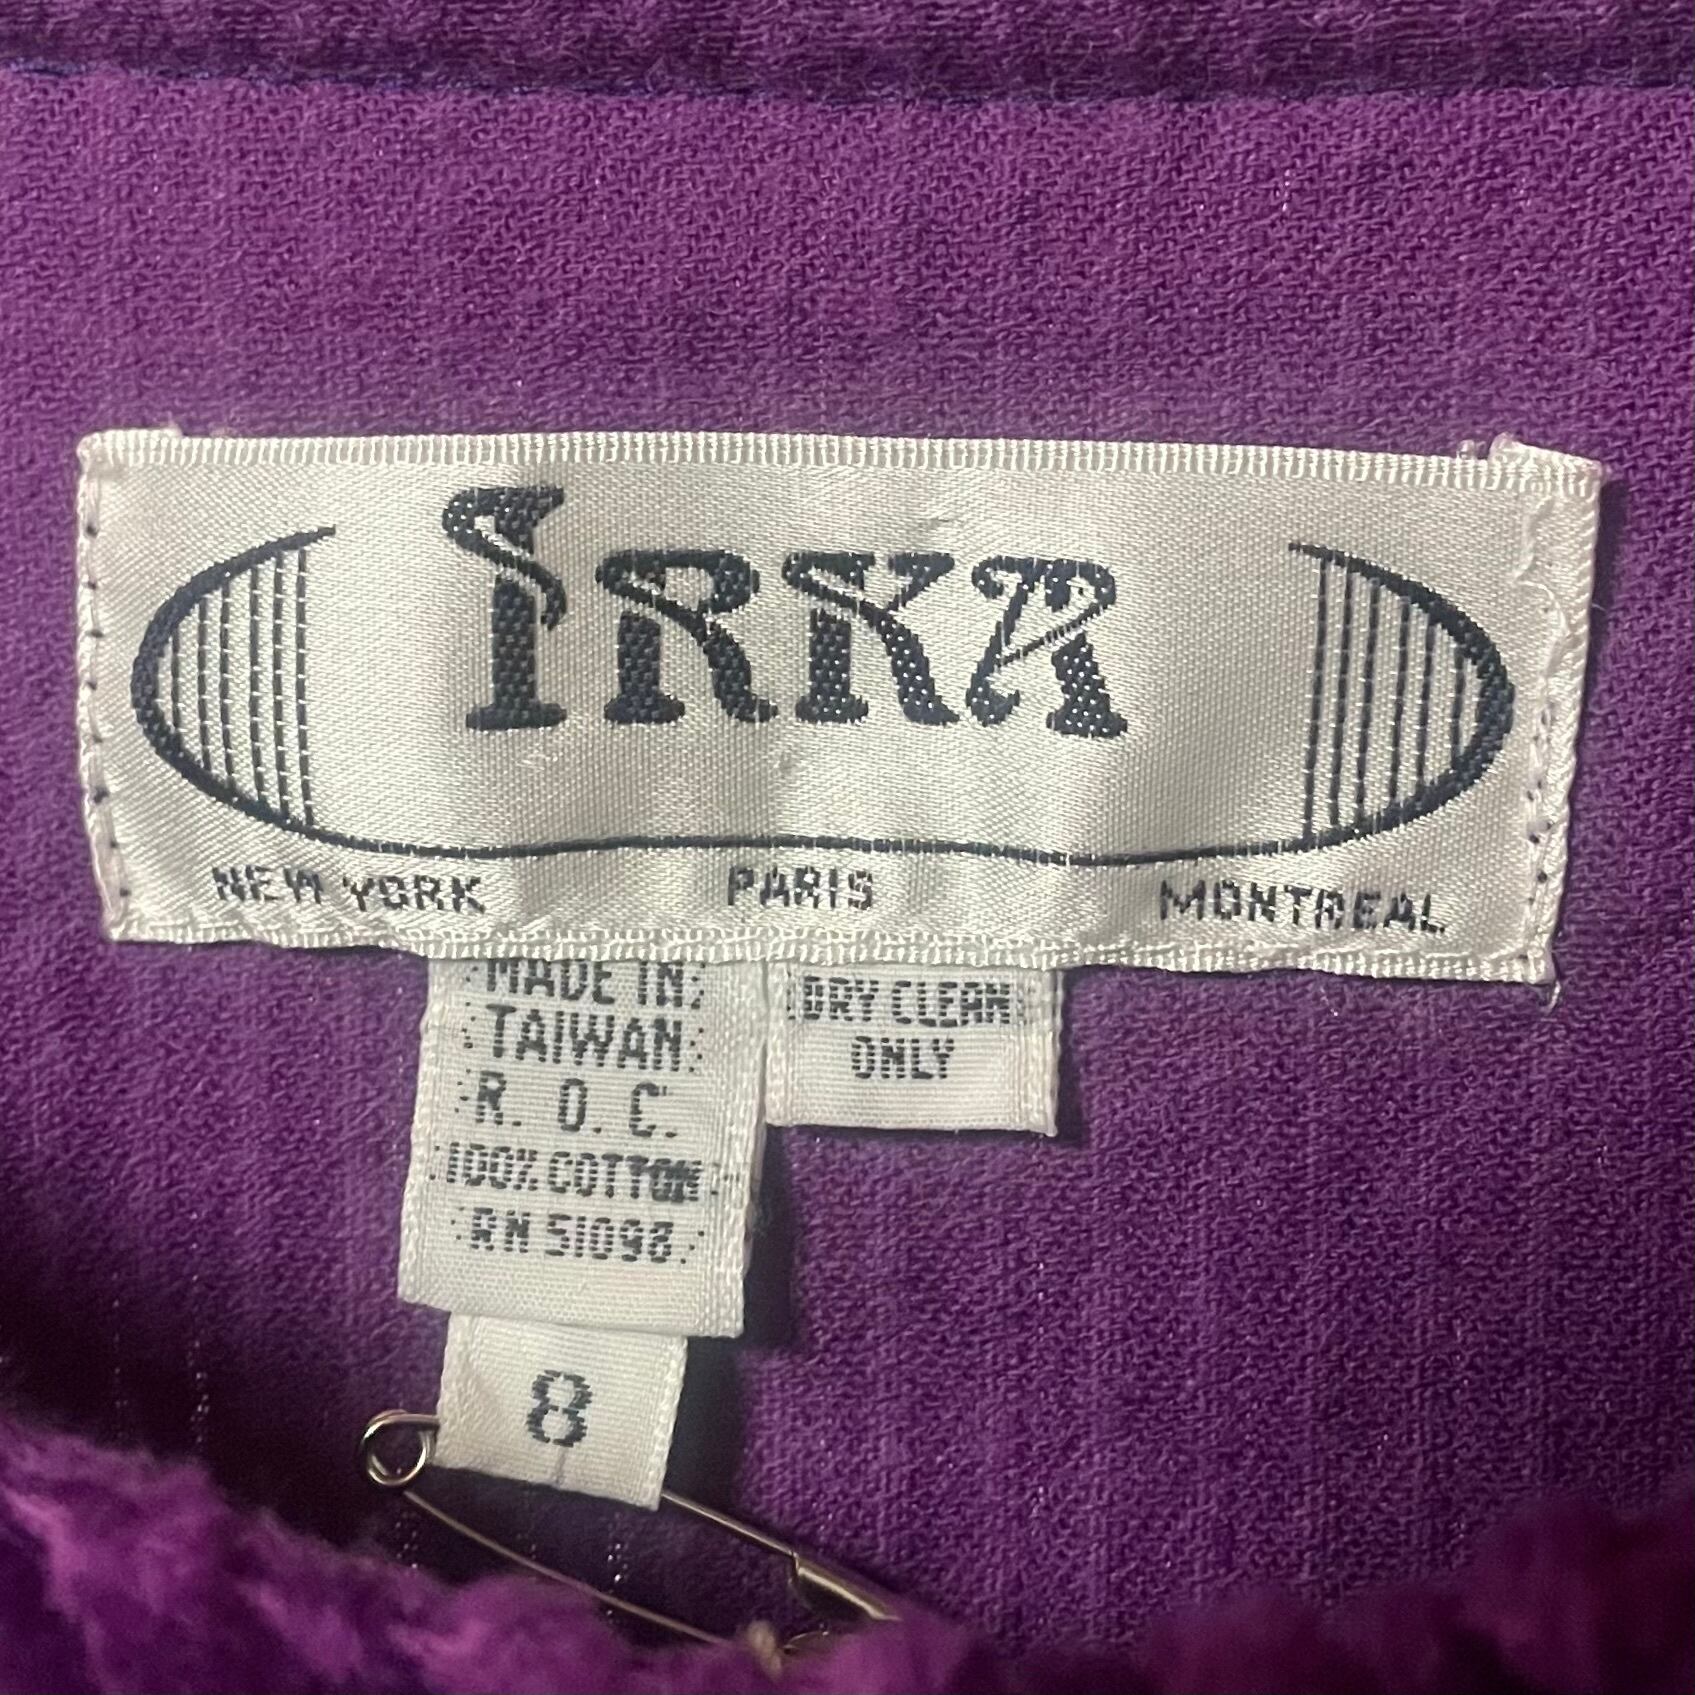 IRKA
NEW YORK PARIS MONTREAL
MADE IN
TAIWAN
R. O. C.
100% COTTON
RN 51098
DRY CLEAN
ONLY
8